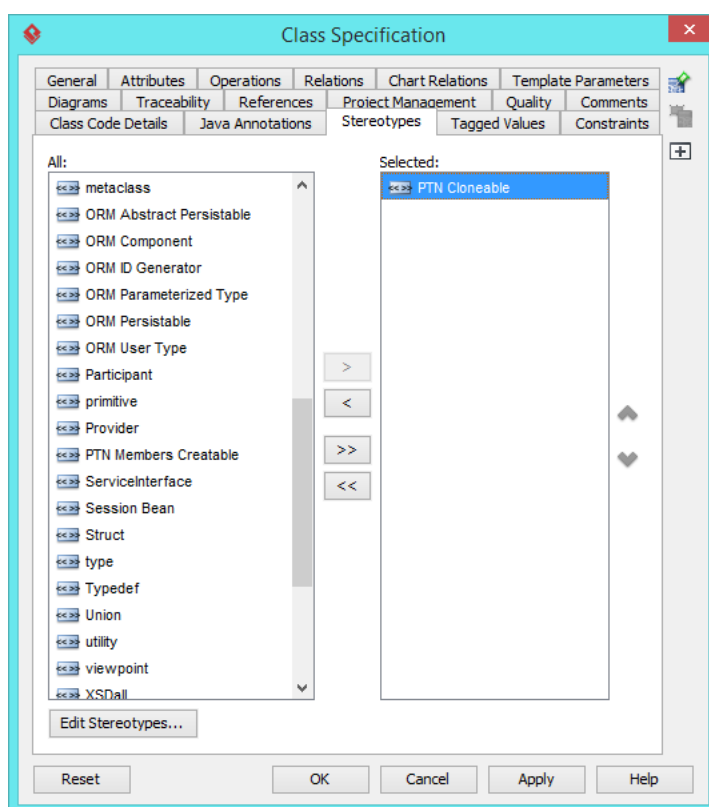 Class Specification
General Attributes Operations Relations Chart Relations Template Parameters
Diagrams Traceability References Project Management Quality Comments
Class Code Details Java Annotations Stereotypes Tagged Values Constraints
All: Selected:
metaclass
PTN Cloneable
ORM Abstract Persistable
ORM Component
ORM ID Generator
ORM Parameterized Type
ORM Persistable
ORM User Type
Participant
>
primitive
<
Provider
PTN Members Creatable
>>
ServiceInterface
<<
Session Bean
Struct
type
Typedef
Union
utility
viewpoint
XSDall
Edit Stereotypes...
Reset OK Cancel Apply Help